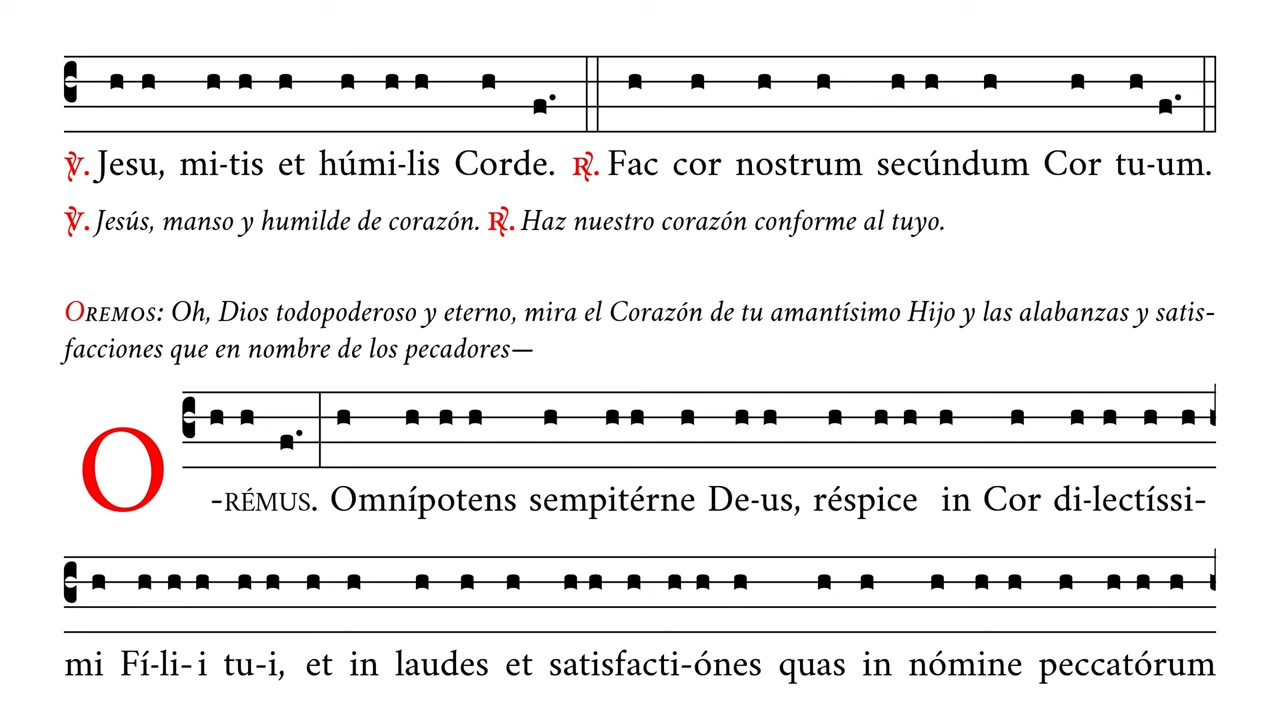 ℣. Jesu, mi-tis et húmi-lis Corde. ℟. Fac cor nostrum secúndum Cor tu-um.
℣. Jesús, manso y humilde de corazón. ℟. Haz nuestro corazón conforme al tuyo.
OREMOS: Oh, Dios todopoderoso y eterno, mira el Corazón de tu amantísimo Hijo y las alabanzas y satis-
facciones que en nombre de los pecadores—
O-RÉMUS. Omnípotens sempitérne De-us, réspice in Cor di-lectíssi-
mi Fí-li-i tu-i, et in laudes et satisfacti-ónes quas in nómine peccatórum